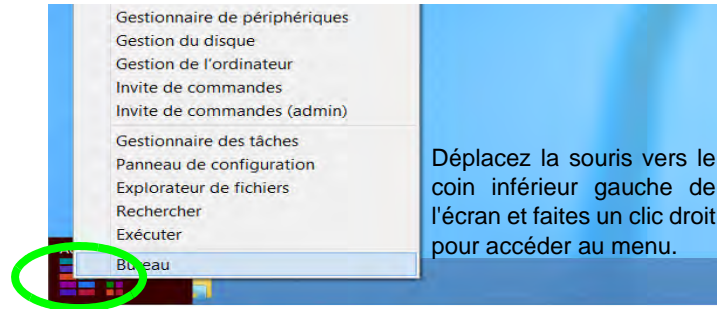 Gestionnaire de périphériques
Gestion du disque
Gestion de l'ordinateur
Invite de commandes
Invite de commandes (admin)
Gestionnaire des tâches
Panneau de configuration
Explorateur de fichiers
Rechercher
Exécuter
Bureau
Déplacez la souris vers le
coin inférieur gauche de
l'écran et faites un clic droit
pour accéder au menu.